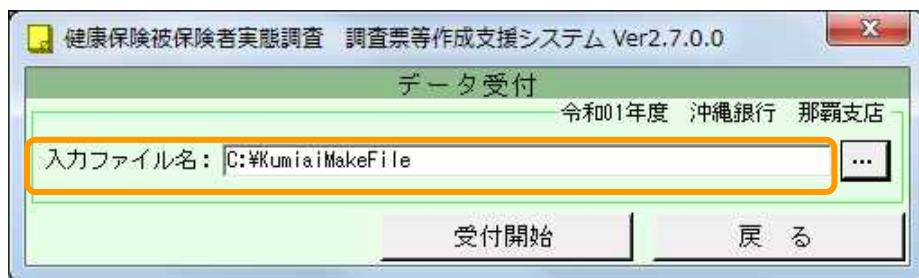 健康保険被保険者実態調査 調査票等作成支援システム Ver2.7.0.0
x
データ受付
令和01年度 沖縄銀行 那覇支店
入力ファイル名： C:¥KumiaiMakeFile ...
受付開始 戻 る